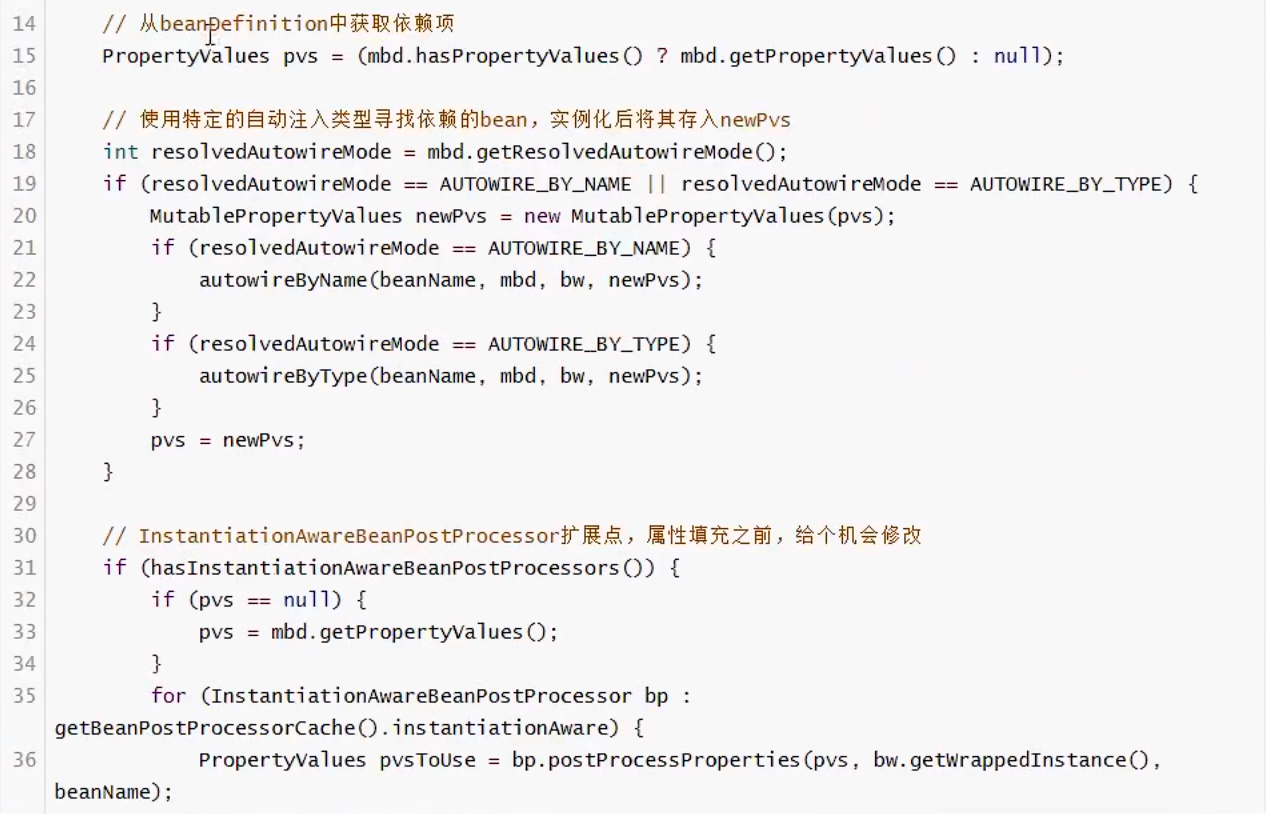 14 // 从beanDefinition中获取依赖项
15 PropertyValues pvs = (mbd.hasPropertyValues() ? mbd.getPropertyValues() : null);
16
17 // 使用特定的自动注入类型寻找依赖的bean，实例化后将其存入newPvs
18 int resolvedAutowireMode = mbd.getResolvedAutowireMode();
19 if (resolvedAutowireMode == AUTOWIRE_BY_NAME || resolvedAutowireMode == AUTOWIRE_BY_TYPE) {
20 MutablePropertyValues newPvs = new MutablePropertyValues(pvs);
21 if (resolvedAutowireMode == AUTOWIRE_BY_NAME) {
22 autowireByName(beanName, mbd, bw, newPvs);
23 }
24 if (resolvedAutowireMode == AUTOWIRE_BY_TYPE) {
25 autowireByType(beanName, mbd, bw, newPvs);
26 }
27 pvs = newPvs;
28 }
29
30 // InstantiationAwareBeanPostProcessor扩展点，属性填充之前，给个机会修改
31 if (hasInstantiationAwareBeanPostProcessors()) {
32 if (pvs == null) {
33 pvs = mbd.getPropertyValues();
34 }
35 for (InstantiationAwareBeanPostProcessor bp :
getBeanPostProcessorCache().instantiationAware) {
36 PropertyValues pvsToUse = bp.postProcessProperties(pvs, bw.getWrappedInstance(),
beanName);